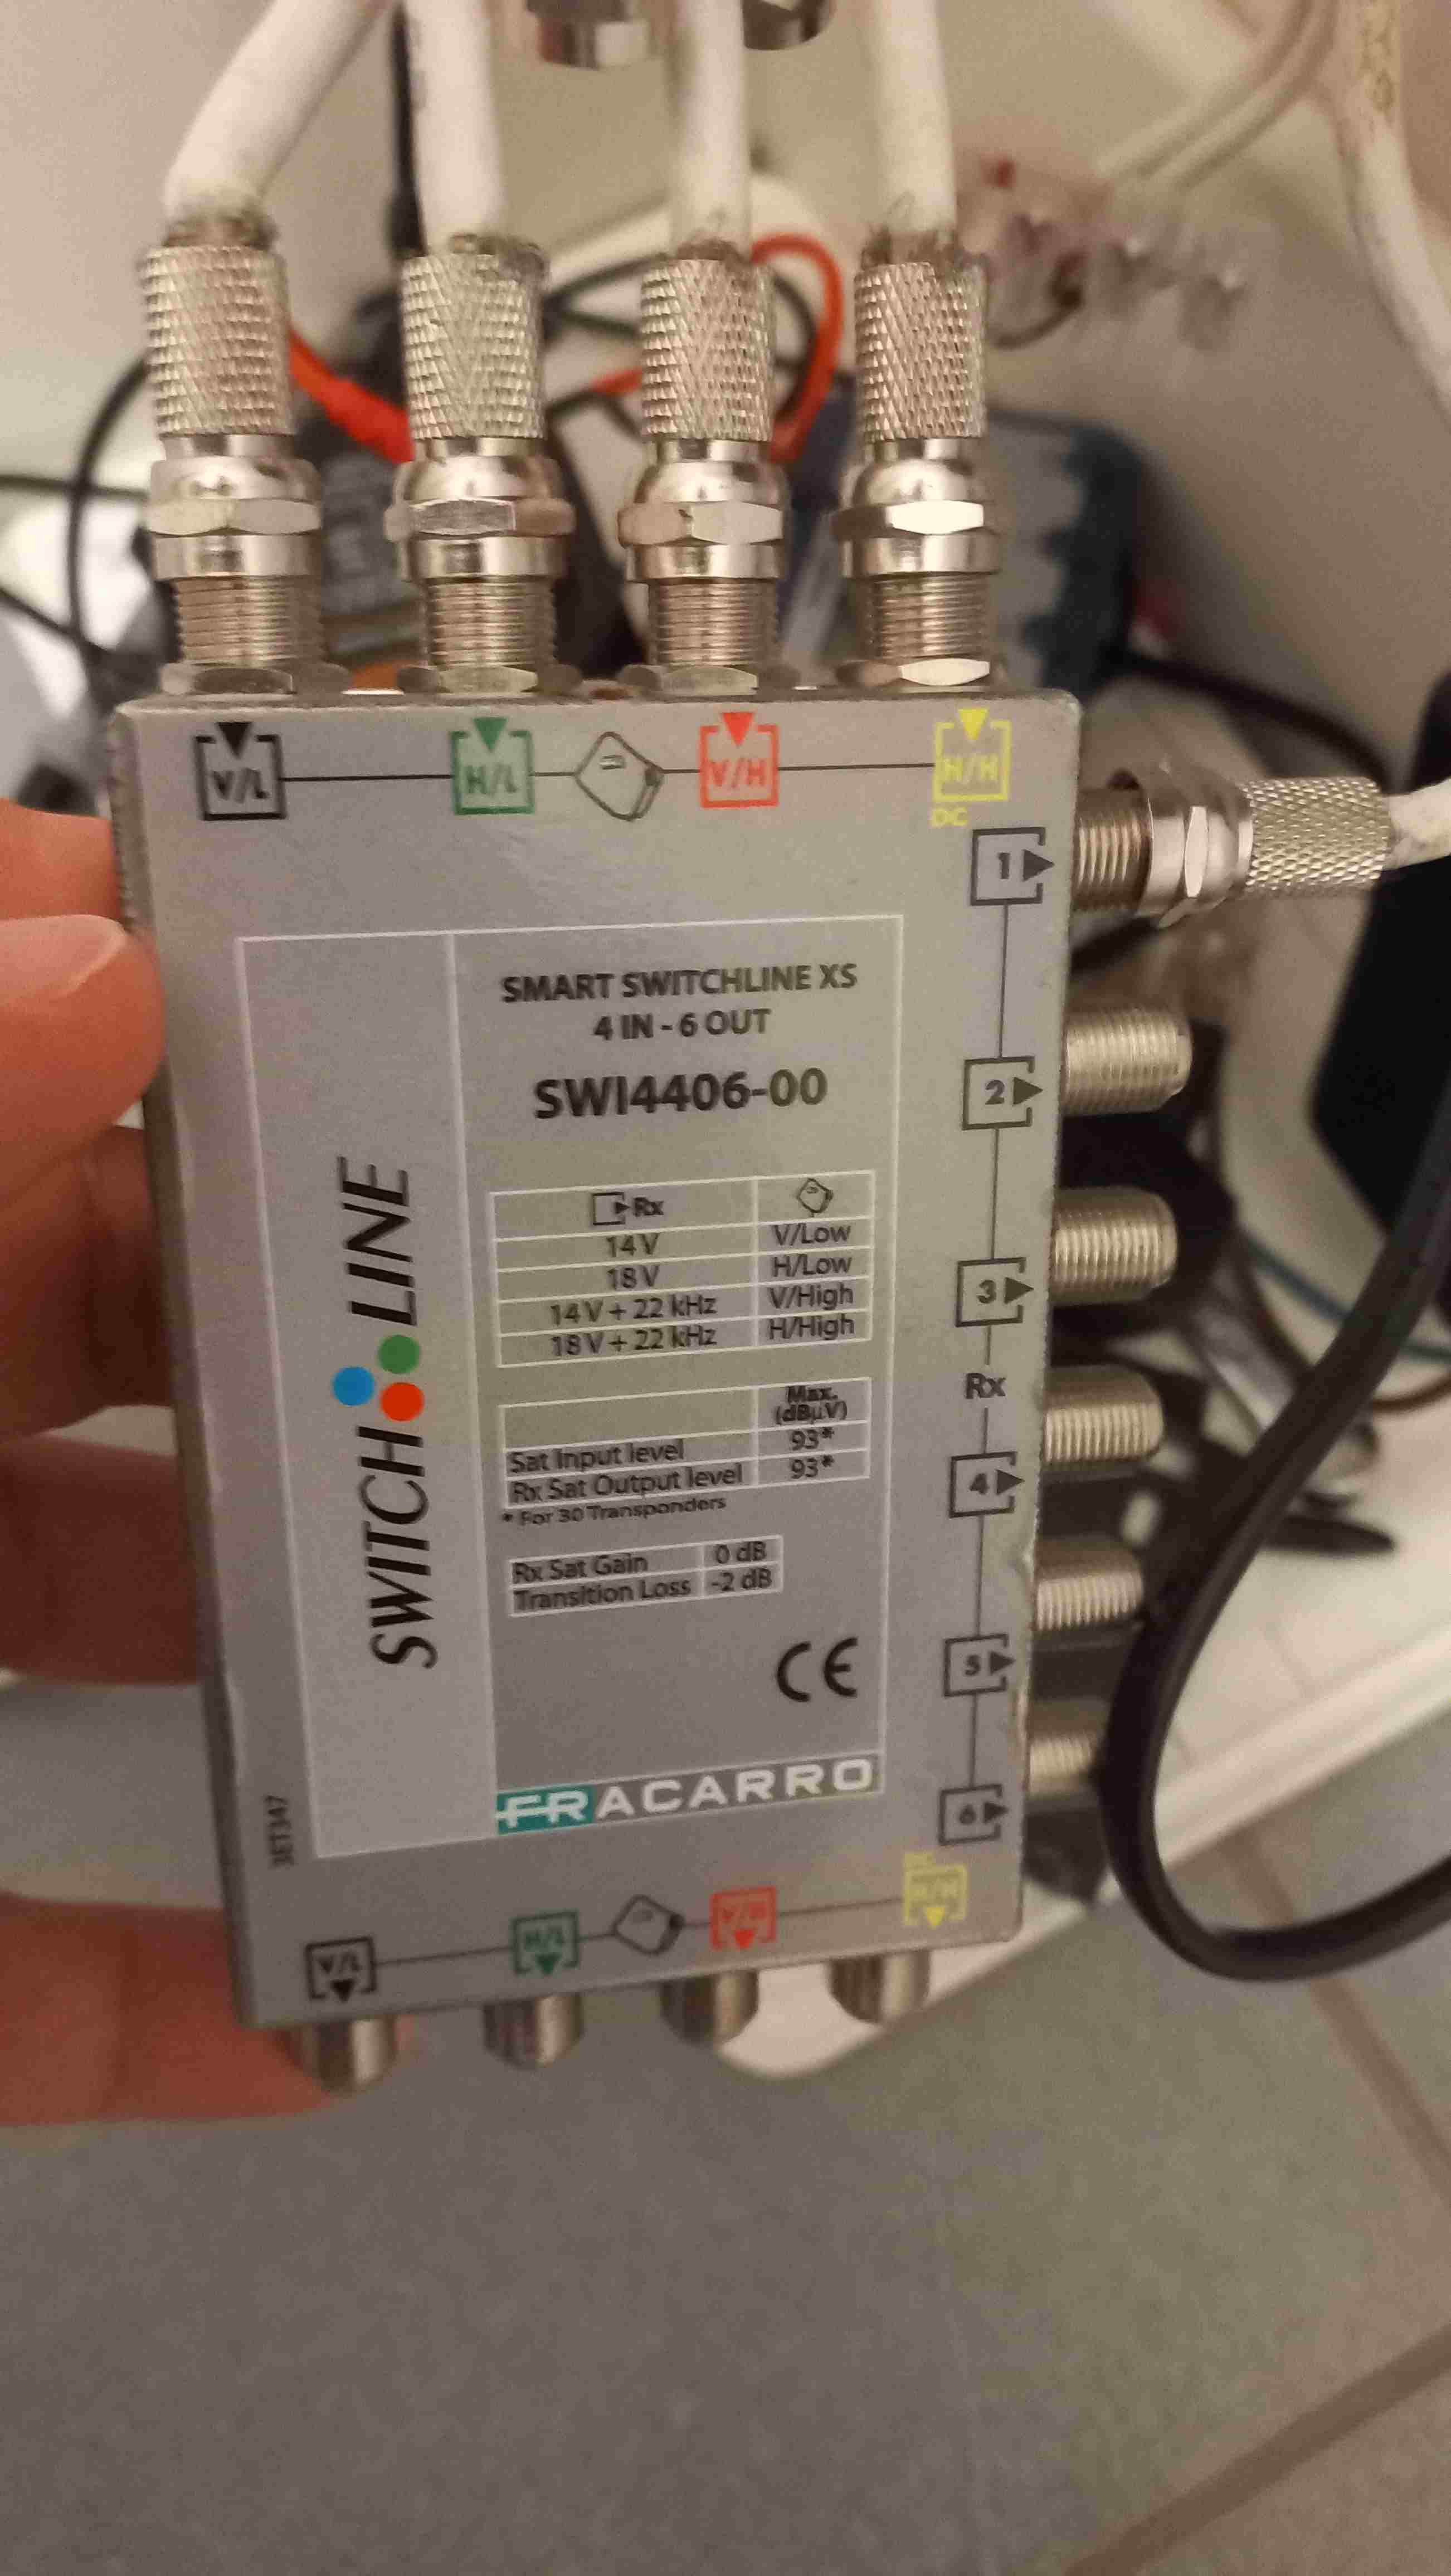 V/L H/L V/H H/H
DC
1
SMART SWITCHLINE XS
4 IN - 6 OUT
SWI4406-00
2
Rx
14 V V/Low
18 V H/Low
14 V + 22 kHz V/High
18 V + 22 kHz H/High
3
Rx
SWITCH LINE
Max.
(dBµV)
Sat Input level 93*
Rx Sat Output level 93*
* For 30 Transponders
4
Rx Sat Gain 0 dB
Transition Loss -2 dB
5
CE
FRACARRO
6
3ET347
DC
V/L H/L V/H H/H